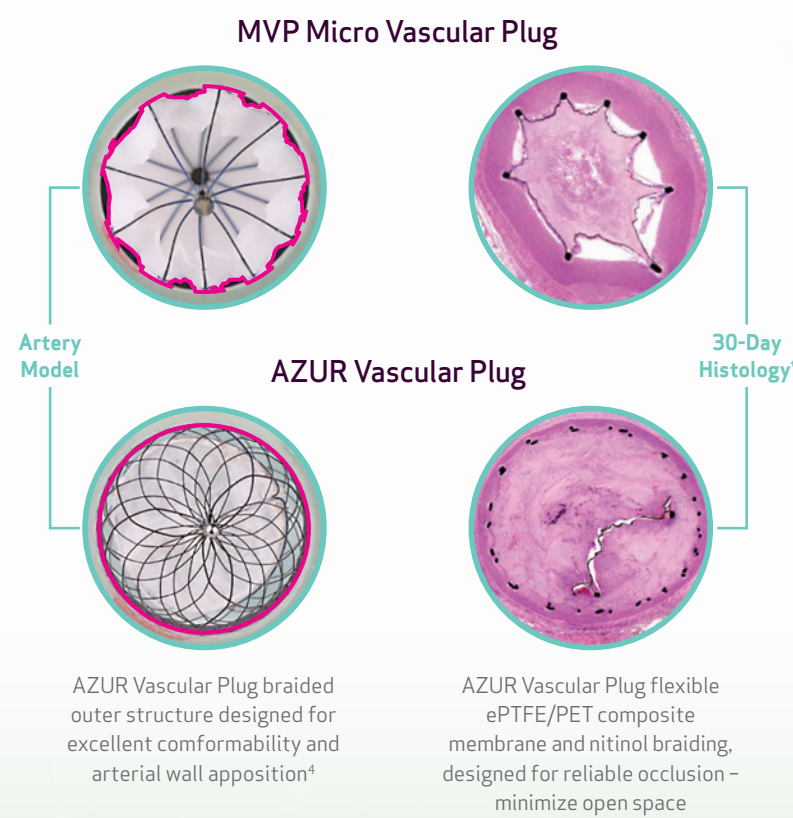 MVP Micro Vascular Plug
Artery
Model
30-Day
Histology
AZUR Vascular Plug
AZUR Vascular Plug braided
outer structure designed for
excellent comformability and
arterial wall apposition⁴
AZUR Vascular Plug flexible
ePTFE/PET composite
membrane and nitinol braiding,
designed for reliable occlusion –
minimize open space